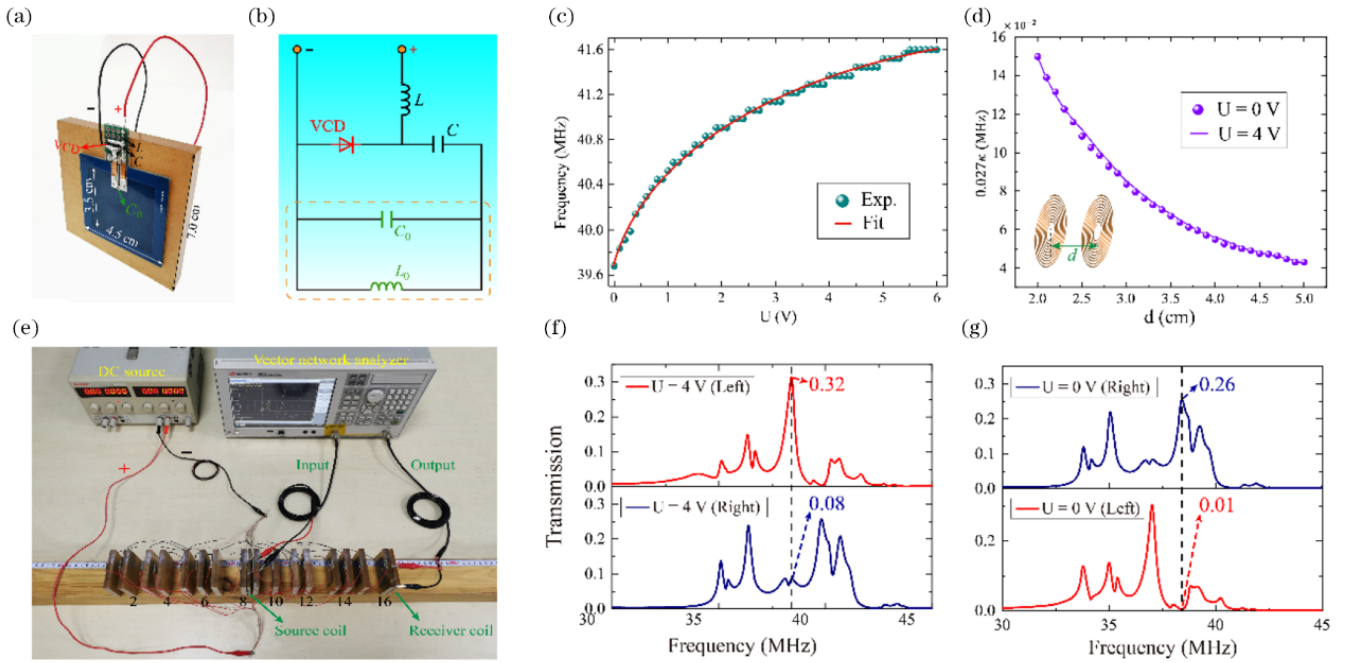 (a)
(b)
(c)
(d)
− +
VCD
L
C
C₀
3.5 cm
4.5 cm
7.0 cm
− +
L
VCD
C
C₀
L₀
Frequency (MHz)
41.6
41.2
40.8
40.4
40.0
39.6
Exp.
Fit
0 1 2 3 4 5 6
U (V)
× 10⁻²
0.027κ (MHz)
16
14
12
10
8
6
4
U = 0 V
U = 4 V
d
2.0 2.5 3.0 3.5 4.0 4.5 5.0
d (cm)
(e)
(f)
(g)
DC source
Vector network analyzer
+
−
Input
Output
2 4 6 8 10 12 14 16
Source coil
Receiver coil
Transmission
0.3
0.2
0.1
0.0
U = 4 V (Left)
0.32
0.3
0.2
0.1
0.0
U = 4 V (Right)
0.08
35 40 45
Frequency (MHz)
0.3
0.2
0.1
0.0
U = 0 V (Right)
0.26
0.3
0.2
0.1
0.0
U = 0 V (Left)
0.01
30 35 40 45
Frequency (MHz)